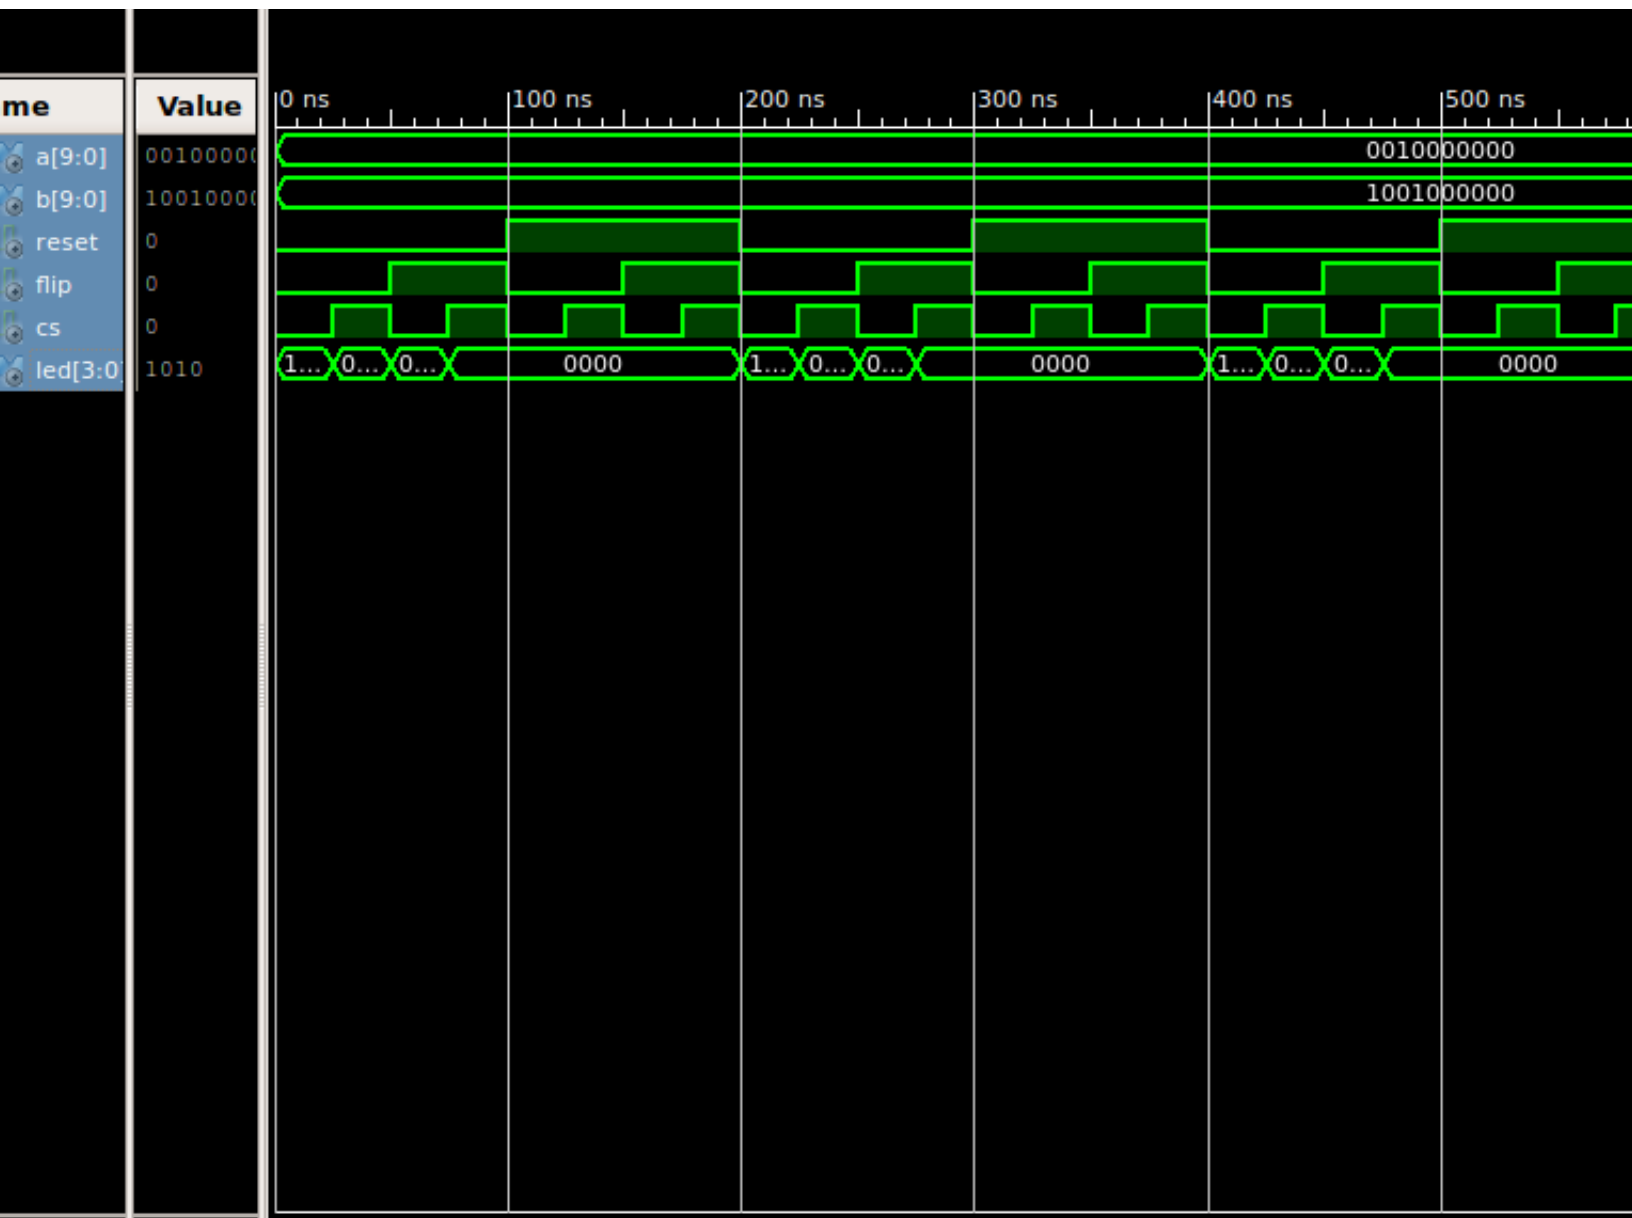 me Value 0 ns 100 ns 200 ns 300 ns 400 ns 500 ns
a[9:0] 00100000 0010000000
b[9:0] 10010000 1001000000
reset 0
flip 0
cs 0
led[3:0 1010 1... 0... 0... 0000 1... 0... 0... 0000 1... 0... 0... 0000